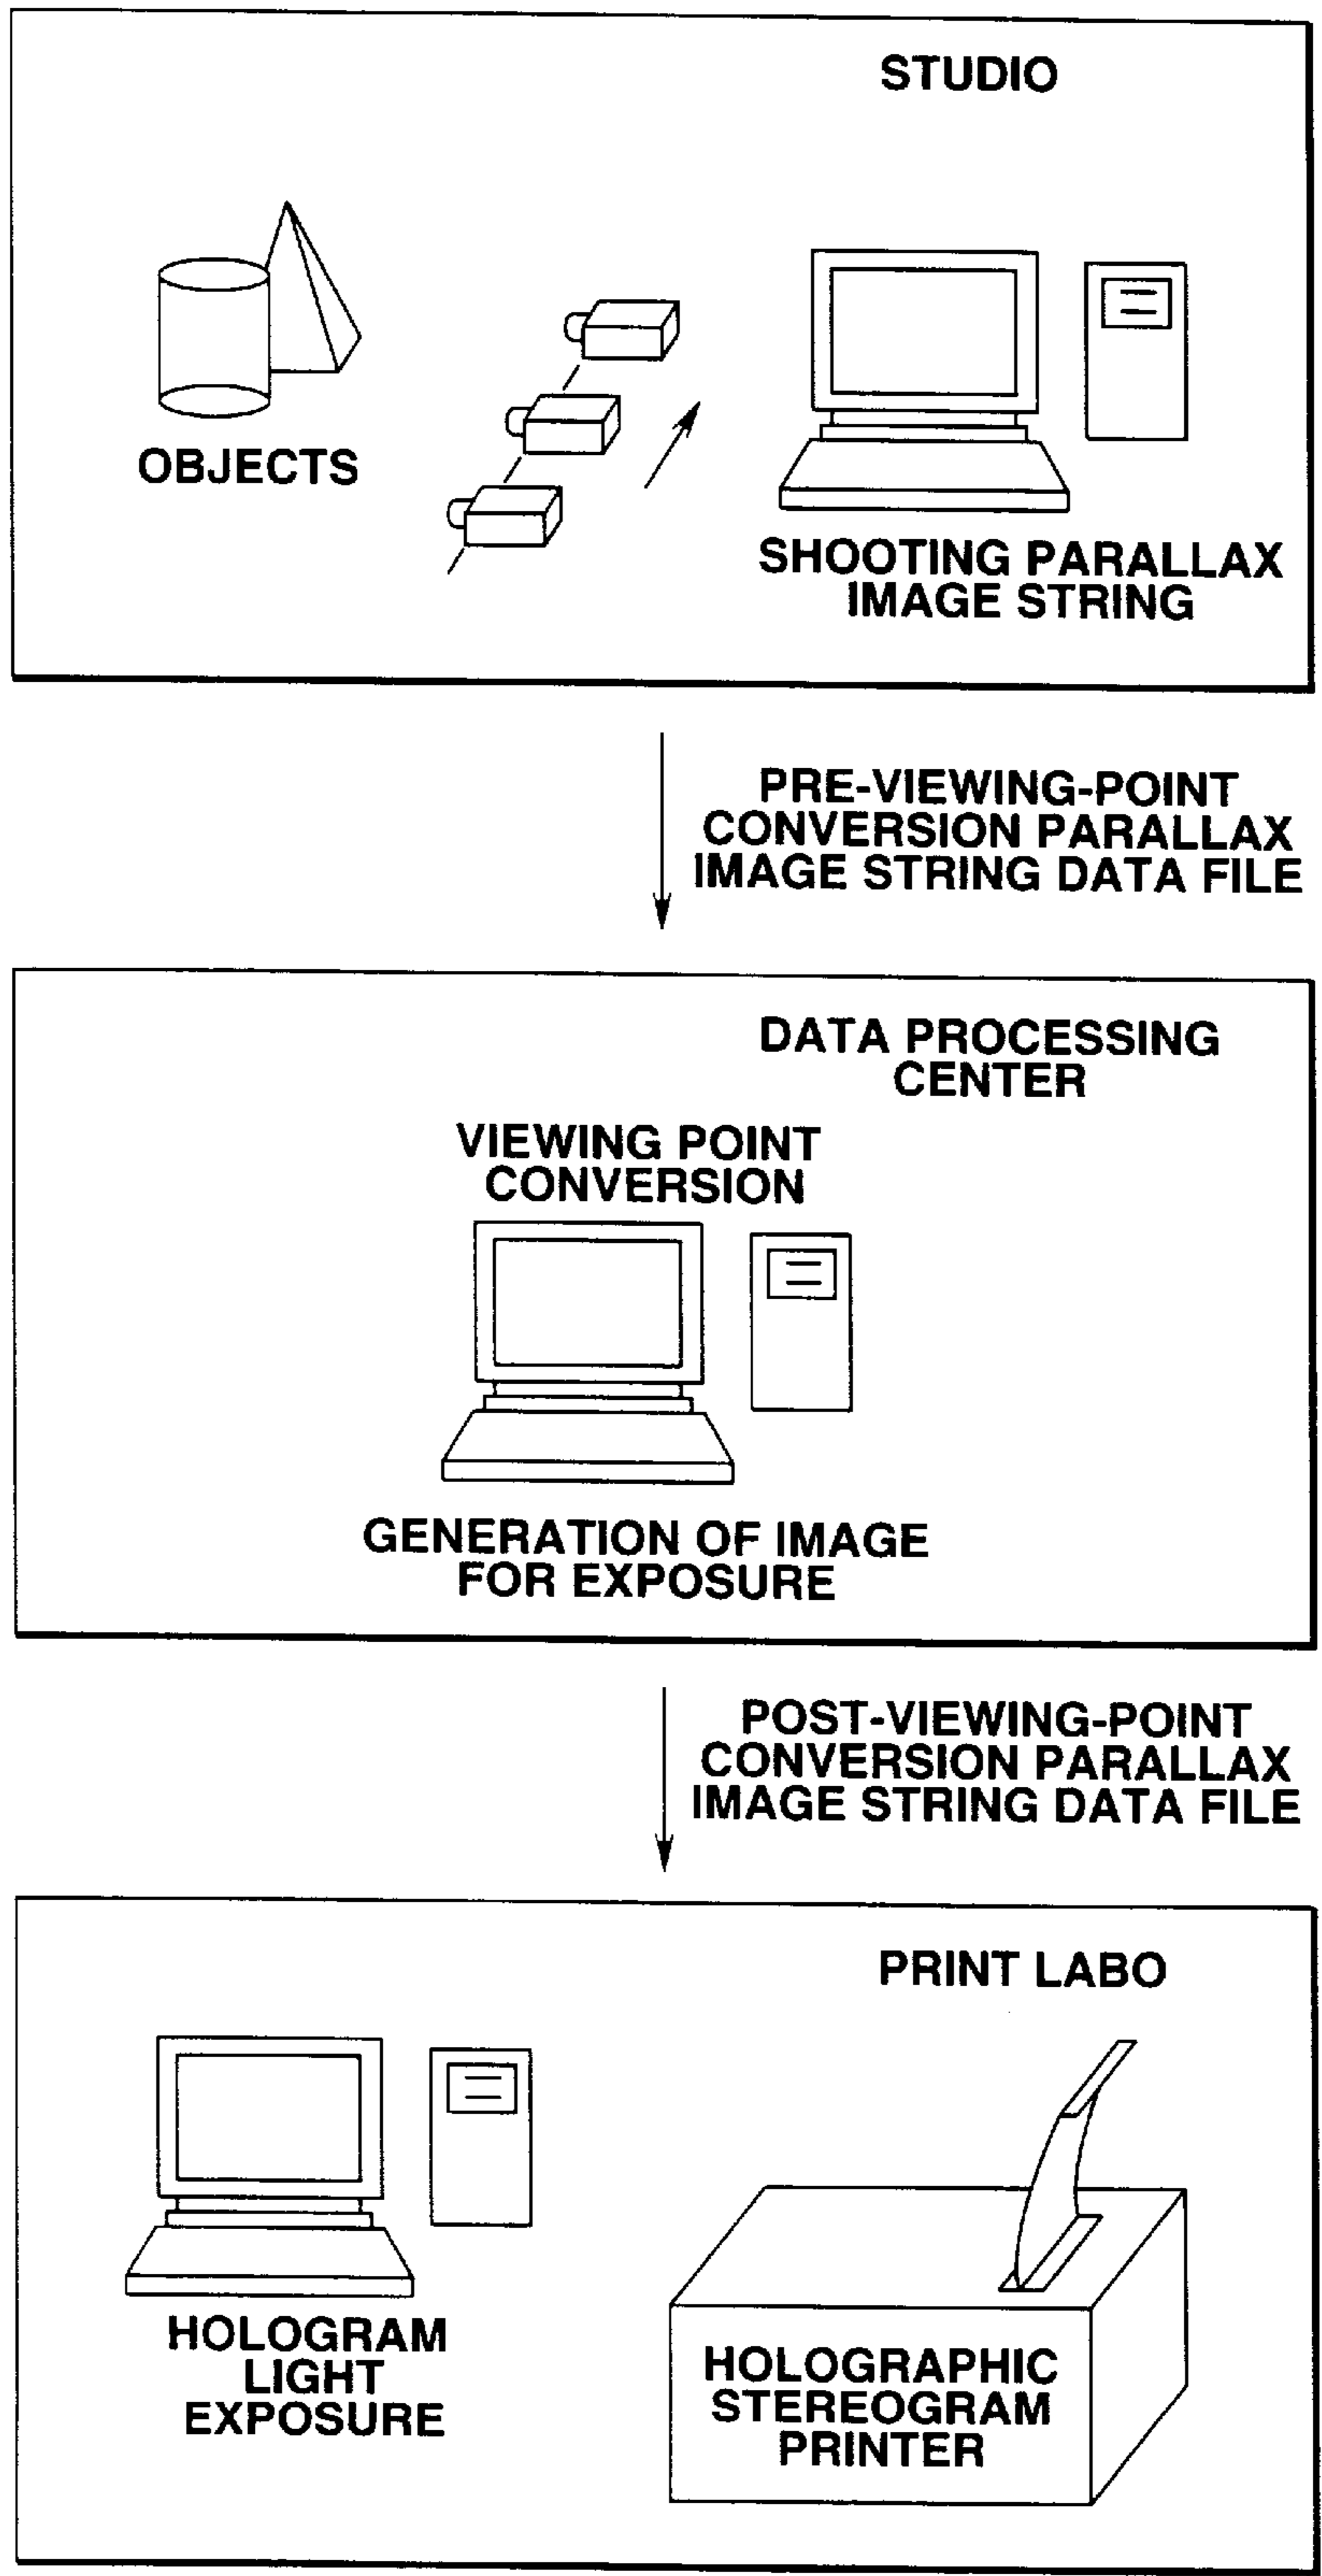 STUDIO
OBJECTS
SHOOTING PARALLAX
IMAGE STRING
PRE-VIEWING-POINT
CONVERSION PARALLAX
IMAGE STRING DATA FILE
DATA PROCESSING
CENTER
VIEWING POINT
CONVERSION
GENERATION OF IMAGE
FOR EXPOSURE
POST-VIEWING-POINT
CONVERSION PARALLAX
IMAGE STRING DATA FILE
PRINT LABO
HOLOGRAM
LIGHT
EXPOSURE
HOLOGRAPHIC
STEREOGRAM
PRINTER